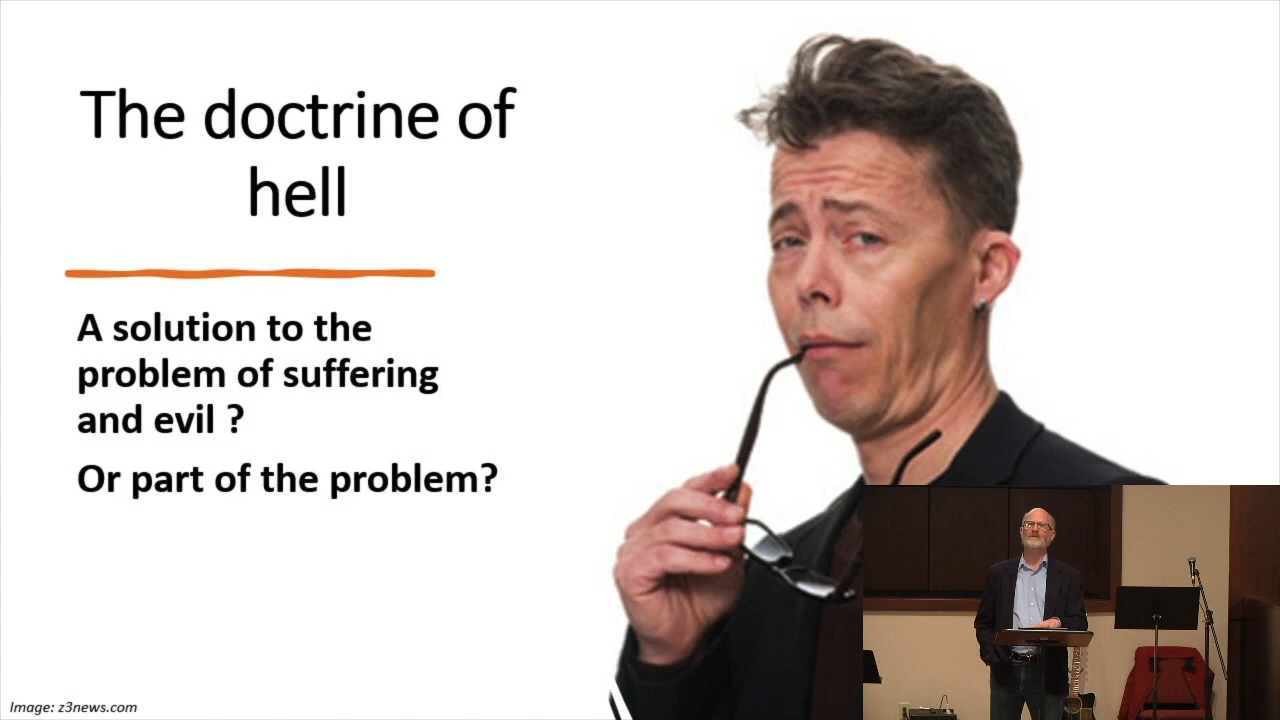 The doctrine of
hell
A solution to the
problem of suffering
and evil ?
Or part of the problem?
Image: z3news.com